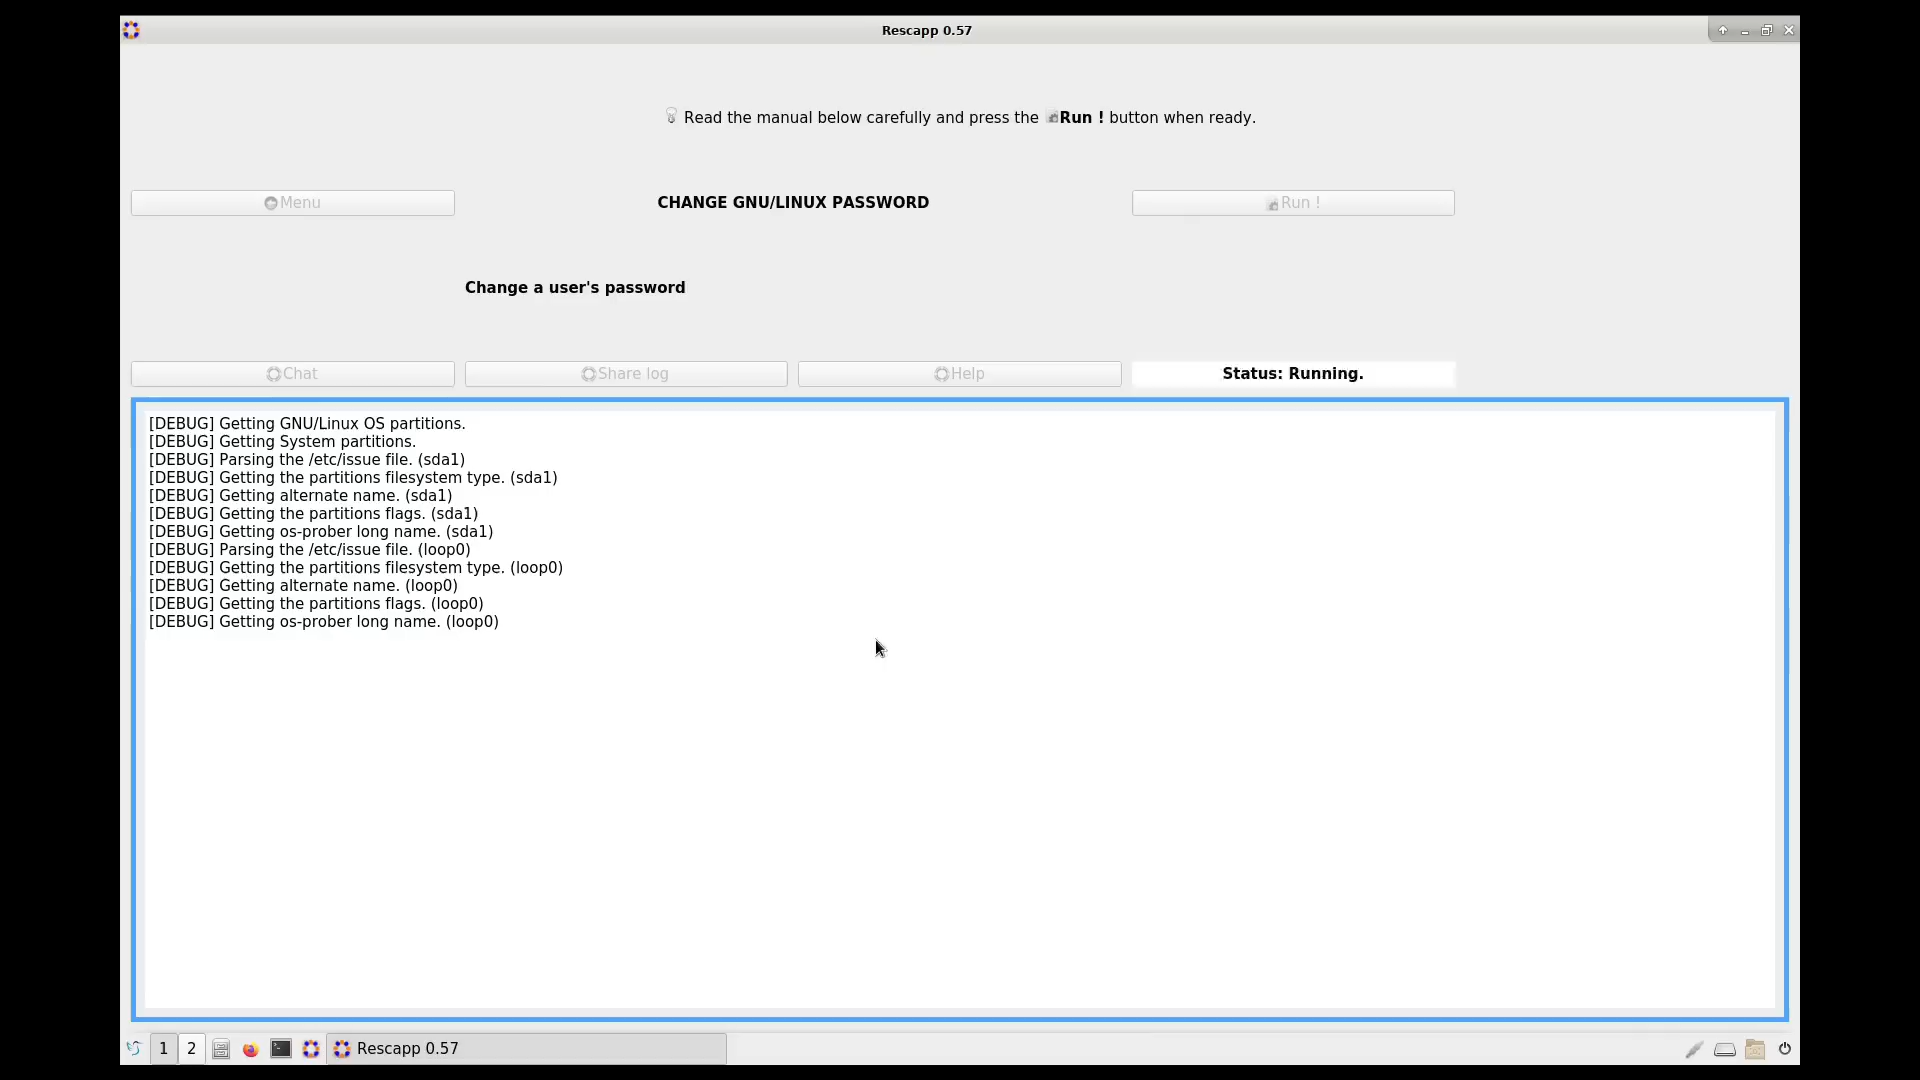 Rescapp 0.57
Read the manual below carefully and press the Run ! button when ready.
Menu
CHANGE GNU/LINUX PASSWORD
Run !
Change a user's password
Chat
Share log
Help
Status: Running.
[DEBUG] Getting GNU/Linux OS partitions.
[DEBUG] Getting System partitions.
[DEBUG] Parsing the /etc/issue file. (sda1)
[DEBUG] Getting the partitions filesystem type. (sda1)
[DEBUG] Getting alternate name. (sda1)
[DEBUG] Getting the partitions flags. (sda1)
[DEBUG] Getting os-prober long name. (sda1)
[DEBUG] Parsing the /etc/issue file. (loop0)
[DEBUG] Getting the partitions filesystem type. (loop0)
[DEBUG] Getting alternate name. (loop0)
[DEBUG] Getting the partitions flags. (loop0)
[DEBUG] Getting os-prober long name. (loop0)
1
2
Rescapp 0.57